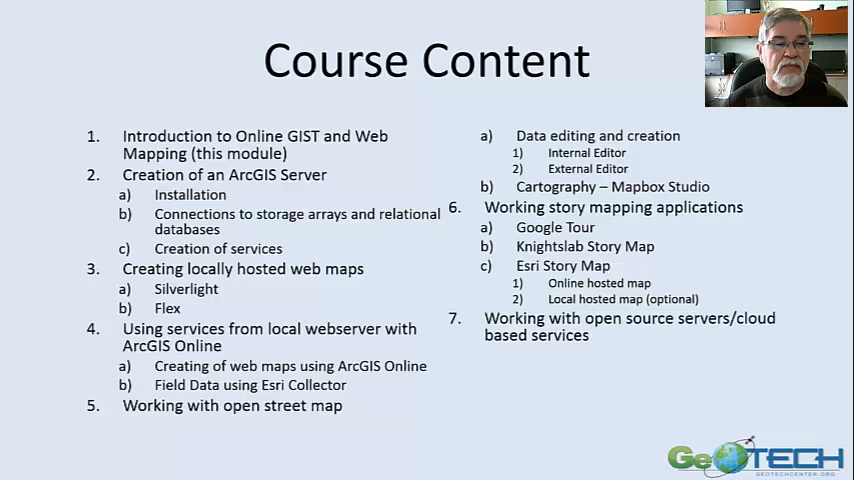 Course Content
1. Introduction to Online GIST and Web
Mapping (this module)
2. Creation of an ArcGIS Server
a) Installation
b) Connections to storage arrays and relational
databases
c) Creation of services
3. Creating locally hosted web maps
a) Silverlight
b) Flex
4. Using services from local webserver with
ArcGIS Online
a) Creating of web maps using ArcGIS Online
b) Field Data using Esri Collector
5. Working with open street map
a) Data editing and creation
1) Internal Editor
2) External Editor
b) Cartography – Mapbox Studio
6. Working story mapping applications
a) Google Tour
b) Knightslab Story Map
c) Esri Story Map
1) Online hosted map
2) Local hosted map (optional)
7. Working with open source servers/cloud
based services
GeoTECH
GEOTECHCENTER.ORG